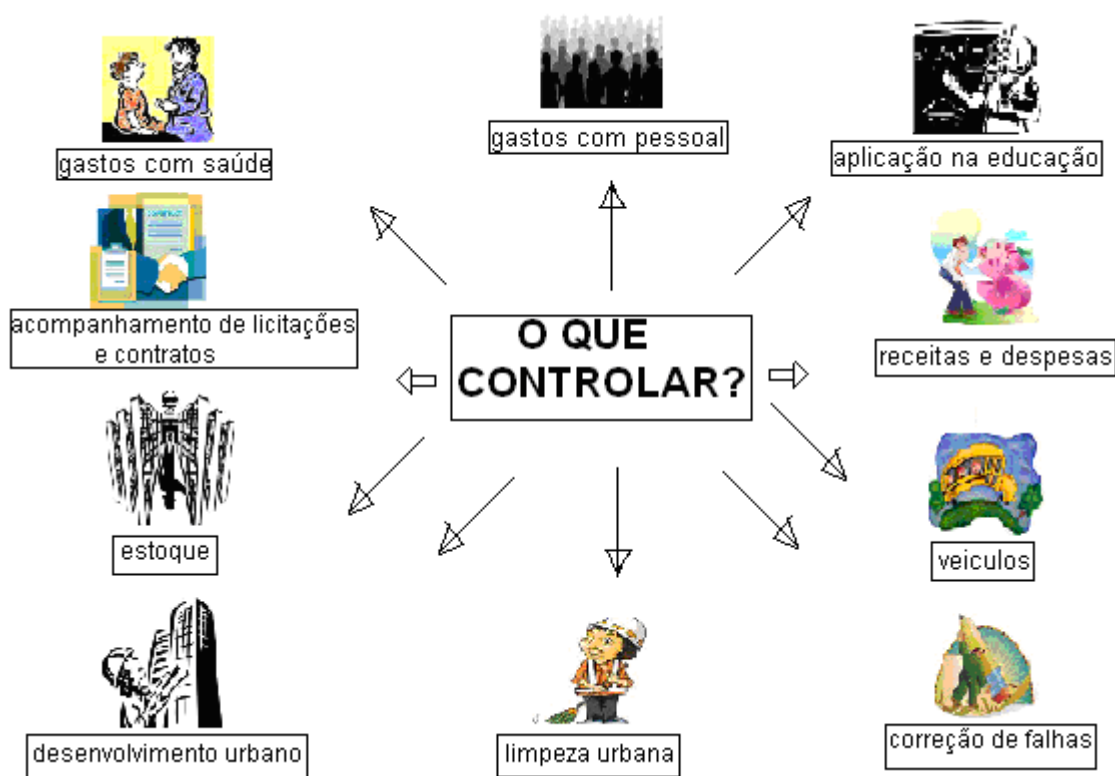 gastos com saúde
gastos com pessoal
aplicação na educação
acompanhamento de licitações
e contratos
O QUE
CONTROLAR?
receitas e despesas
estoque
veiculos
desenvolvimento urbano
limpeza urbana
correção de falhas